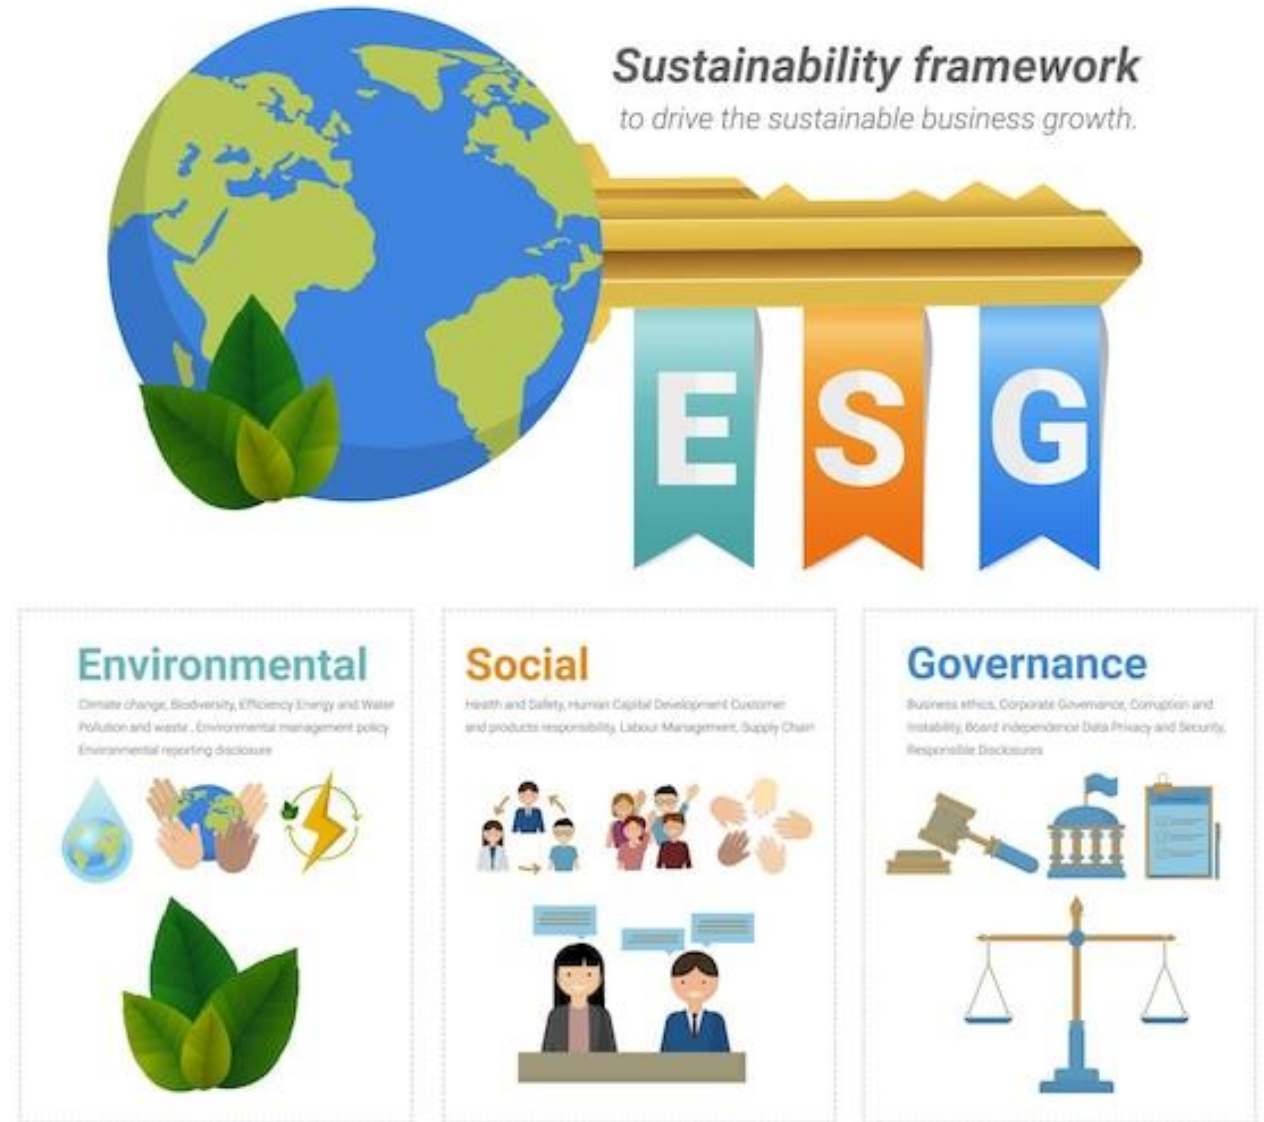 Sustainability framework
to drive the sustainable business growth.
E S G
Environmental
Climate change, Biodiversity, Efficiency Energy and Water
Pollution and waste , Environmental management policy
Environmental reporting disclosure
Social
Health and Safety, Human Capital Development Customer
and products responsibility, Labour Management, Supply Chain
Governance
Business ethics, Corporate Governance, Corruption and
Instability, Board independence Data Privacy and Security,
Responsible Disclosures